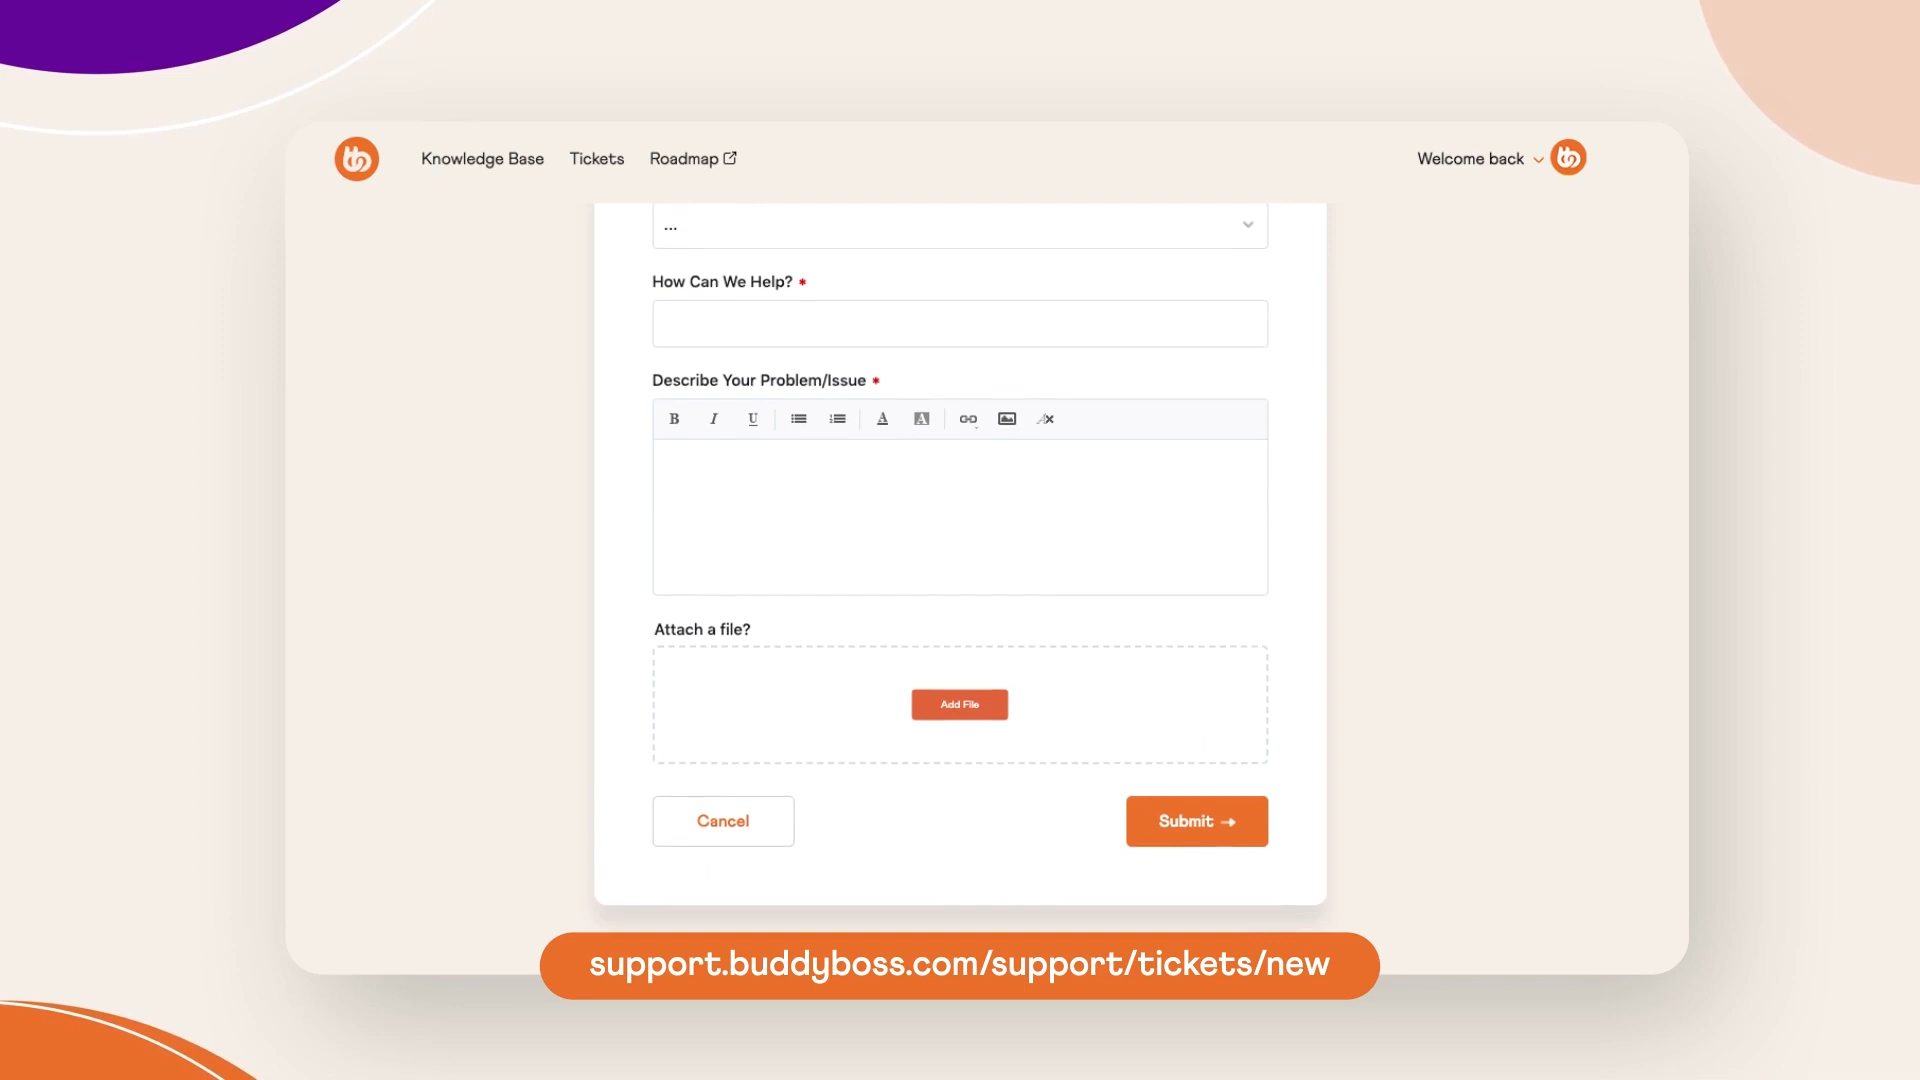 Knowledge Base Tickets Roadmap
Welcome back
...
How Can We Help? *
Describe Your Problem/Issue *
B I U A A
Attach a file?
Add File
Cancel
Submit →
support.buddyboss.com/support/tickets/new